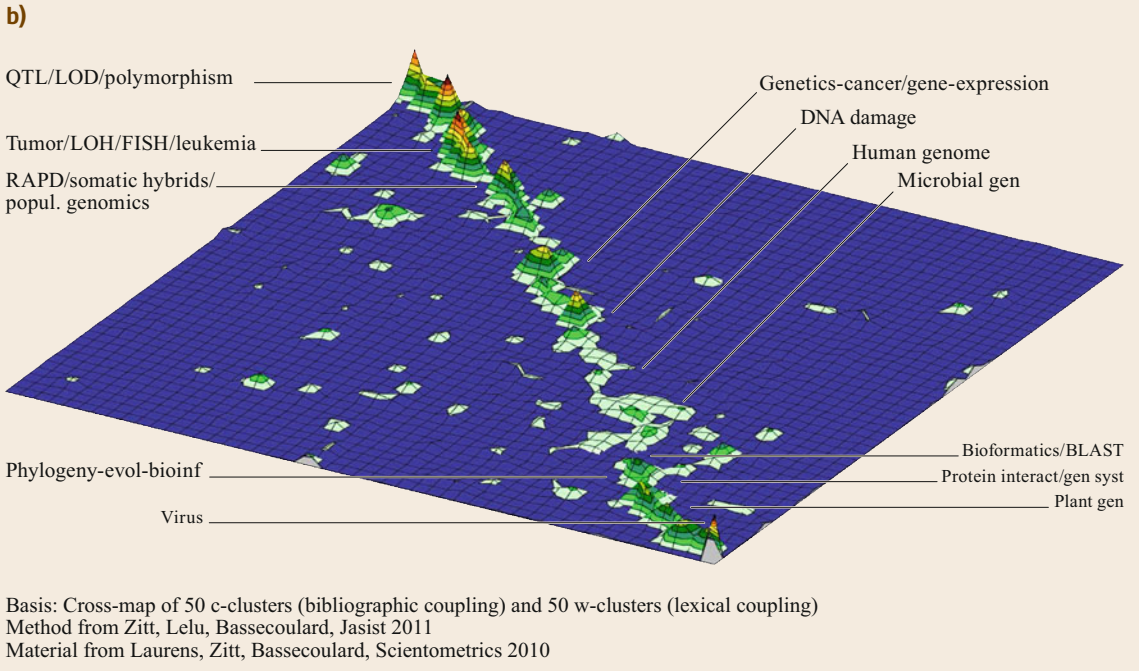 b)
QTL/LOD/polymorphism
Tumor/LOH/FISH/leukemia
RAPD/somatic hybrids/
popul. genomics
Genetics-cancer/gene-expression
DNA damage
Human genome
Microbial gen
Phylogeny-evol-bioinf
Virus
Bioformatics/BLAST
Protein interact/gen syst
Plant gen
Basis: Cross-map of 50 c-clusters (bibliographic coupling) and 50 w-clusters (lexical coupling)
Method from Zitt, Lelu, Bassecoulard, Jasist 2011
Material from Laurens, Zitt, Bassecoulard, Scientometrics 2010